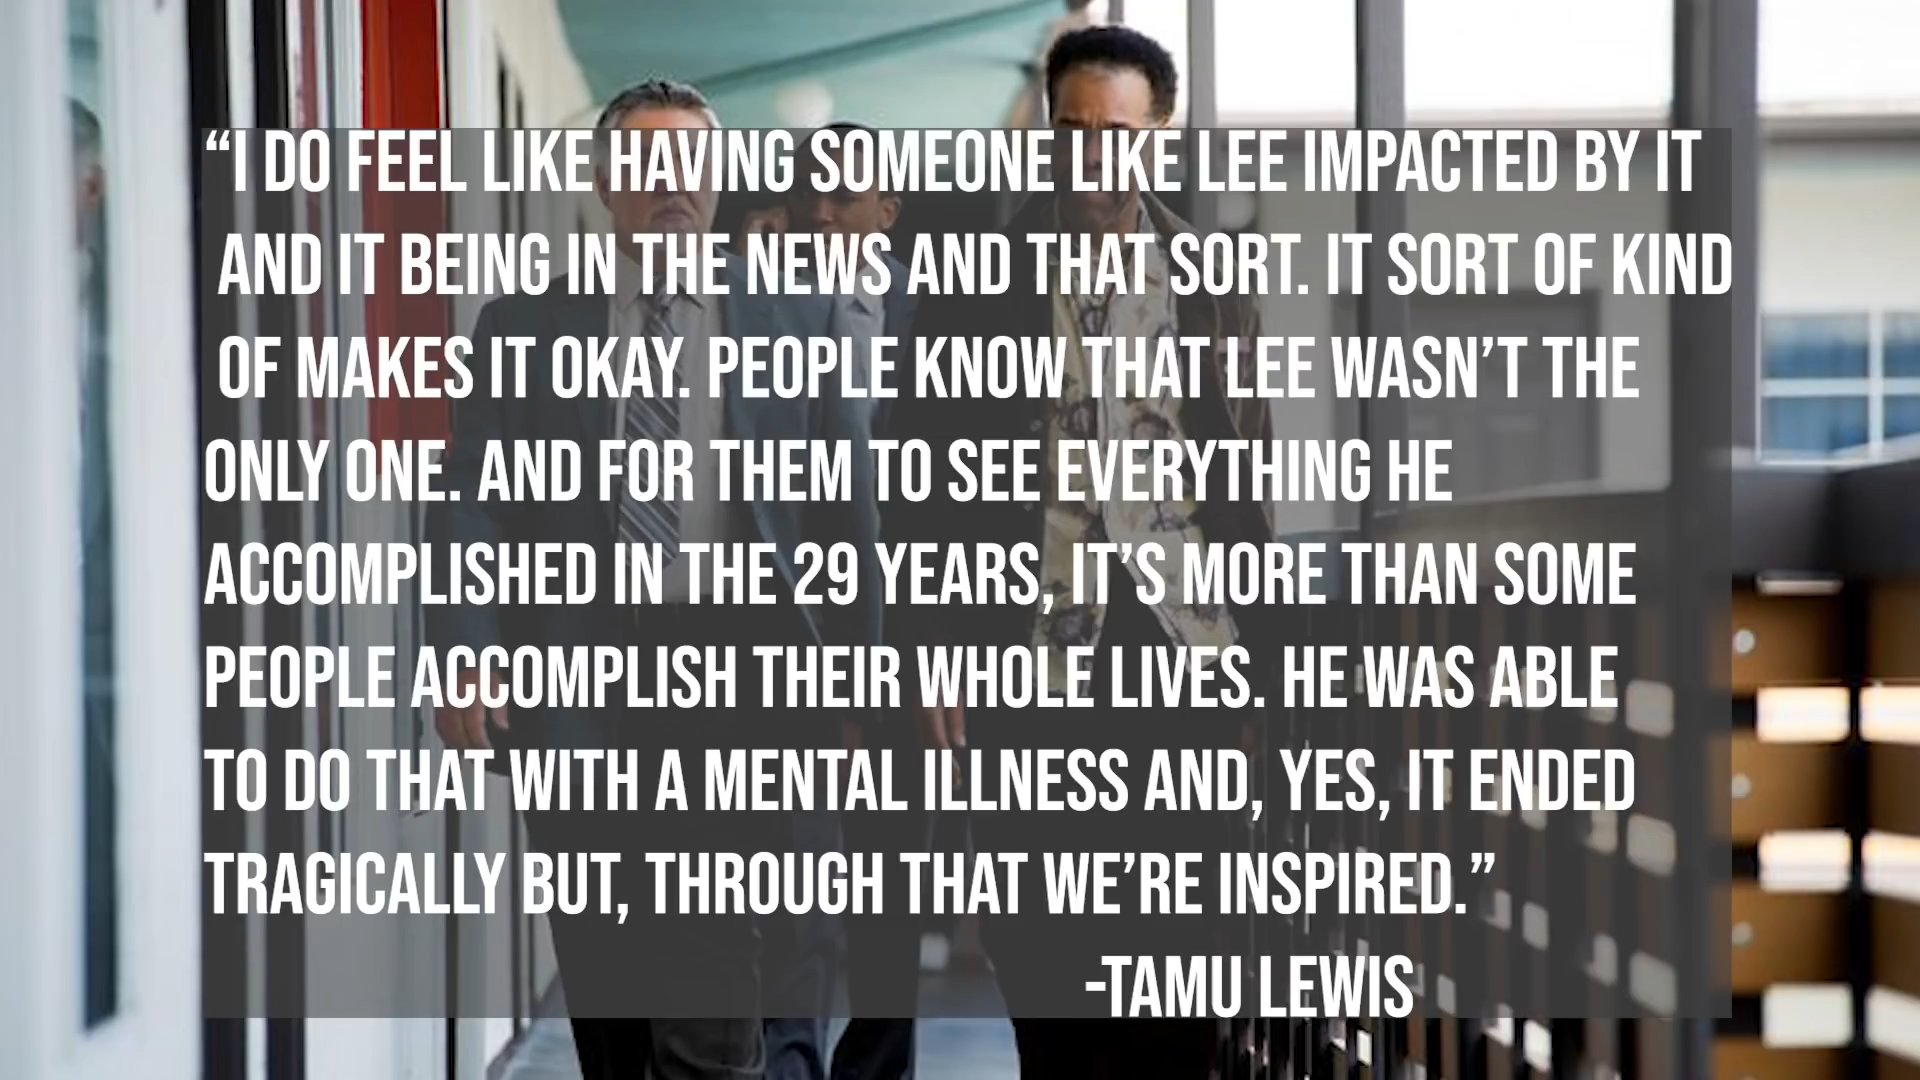 “I DO FEEL LIKE HAVING SOMEONE LIKE LEE IMPACTED BY IT
AND IT BEING IN THE NEWS AND THAT SORT. IT SORT OF KIND
OF MAKES IT OKAY. PEOPLE KNOW THAT LEE WASN’T THE
ONLY ONE. AND FOR THEM TO SEE EVERYTHING HE
ACCOMPLISHED IN THE 29 YEARS, IT’S MORE THAN SOME
PEOPLE ACCOMPLISH THEIR WHOLE LIVES. HE WAS ABLE
TO DO THAT WITH A MENTAL ILLNESS AND, YES, IT ENDED
TRAGICALLY BUT, THROUGH THAT WE’RE INSPIRED.”
-TAMU LEWIS